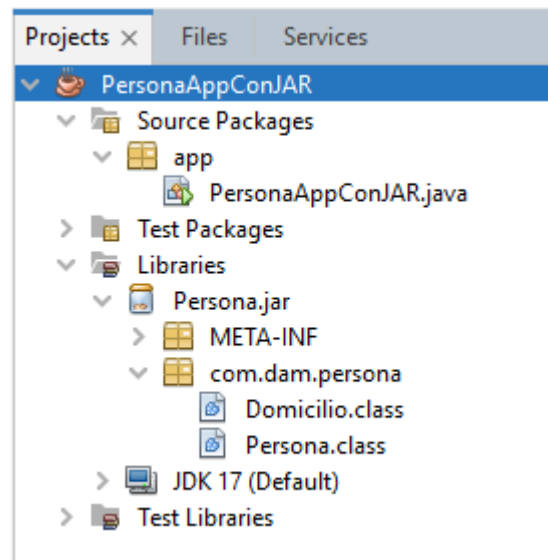 Projects Files Services
PersonaAppConJAR
Source Packages
app
PersonaAppConJAR.java
Test Packages
Libraries
Persona.jar
META-INF
com.dam.persona
Domicilio.class
Persona.class
JDK 17 (Default)
Test Libraries